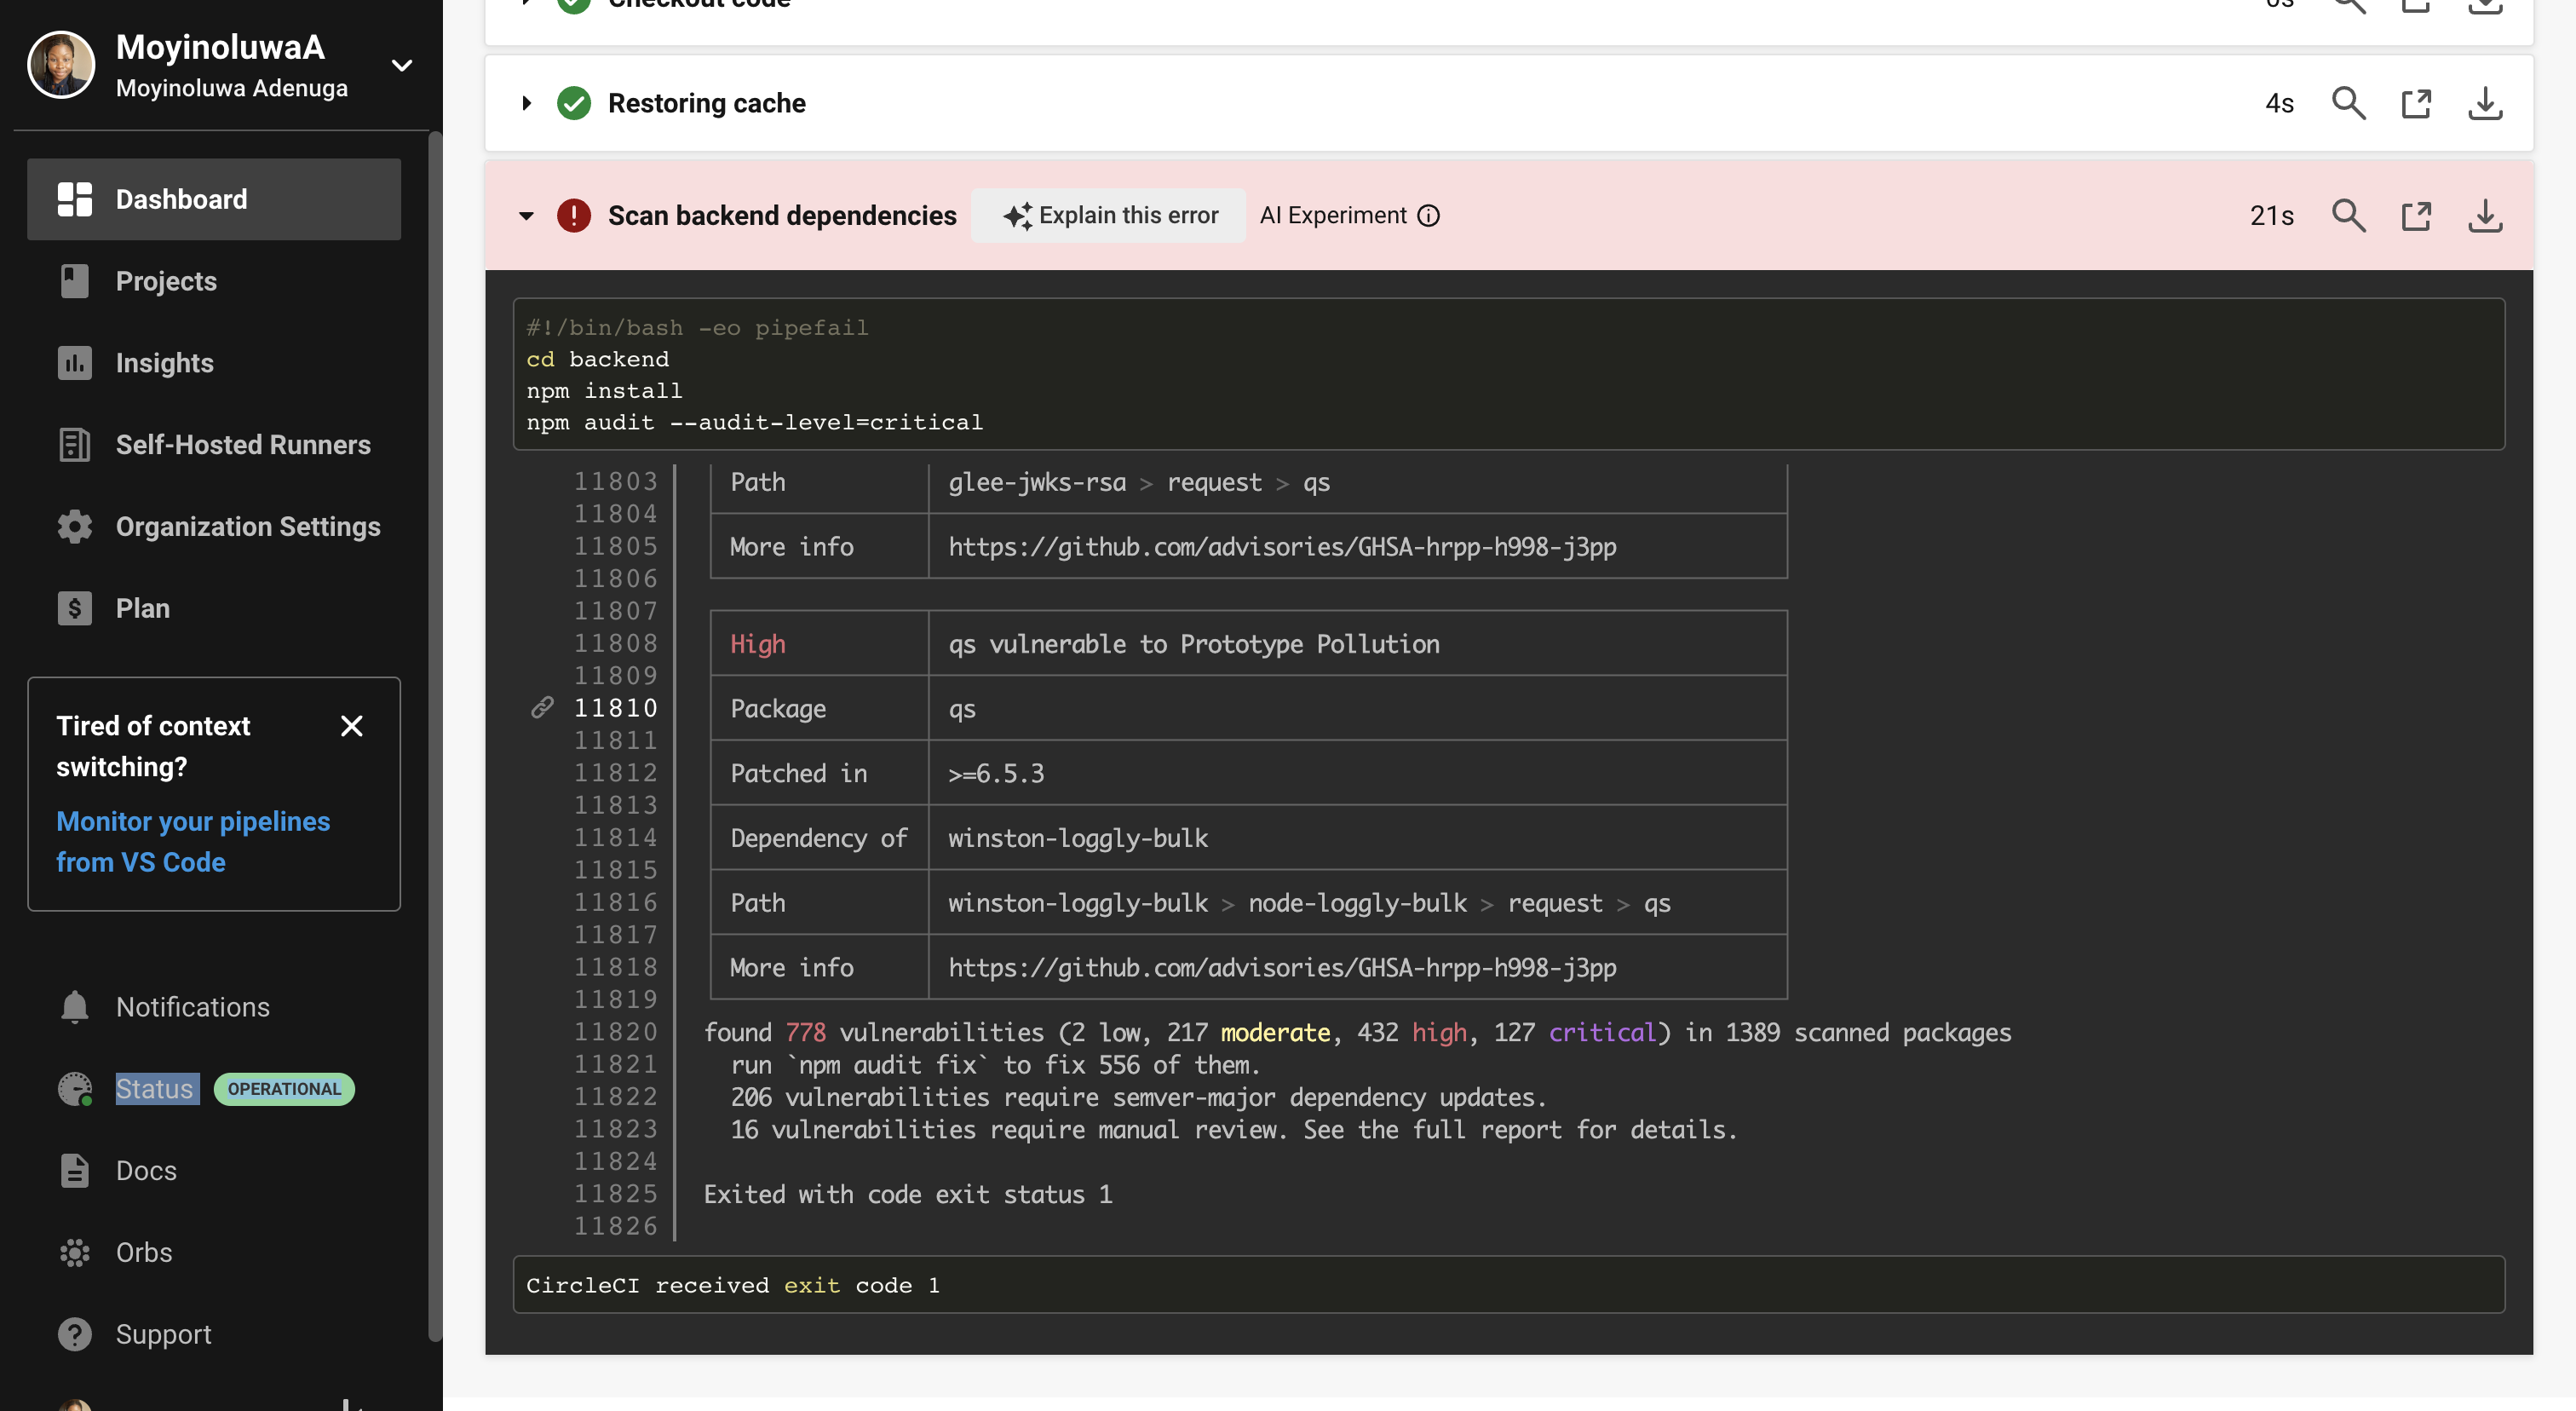 MoyinoluwaA
Moyinoluwa Adenuga
Dashboard
Projects
Insights
Self-Hosted Runners
Organization Settings
Plan
Tired of context
switching?
Monitor your pipelines
from VS Code
Notifications
Status OPERATIONAL
Docs
Orbs
Support
Checkout code 0s
Restoring cache 4s
Scan backend dependencies Explain this error AI Experiment 21s
#!/bin/bash -eo pipefail
cd backend
npm install
npm audit --audit-level=critical
11803 Path glee-jwks-rsa > request > qs
11804
11805 More info https://github.com/advisories/GHSA-hrpp-h998-j3pp
11806
11807
11808 High qs vulnerable to Prototype Pollution
11809
11810 Package qs
11811
11812 Patched in >=6.5.3
11813
11814 Dependency of winston-loggly-bulk
11815
11816 Path winston-loggly-bulk > node-loggly-bulk > request > qs
11817
11818 More info https://github.com/advisories/GHSA-hrpp-h998-j3pp
11819
11820 found 778 vulnerabilities (2 low, 217 moderate, 432 high, 127 critical) in 1389 scanned packages
11821 run `npm audit fix` to fix 556 of them.
11822 206 vulnerabilities require semver-major dependency updates.
11823 16 vulnerabilities require manual review. See the full report for details.
11824
11825 Exited with code exit status 1
11826
CircleCI received exit code 1